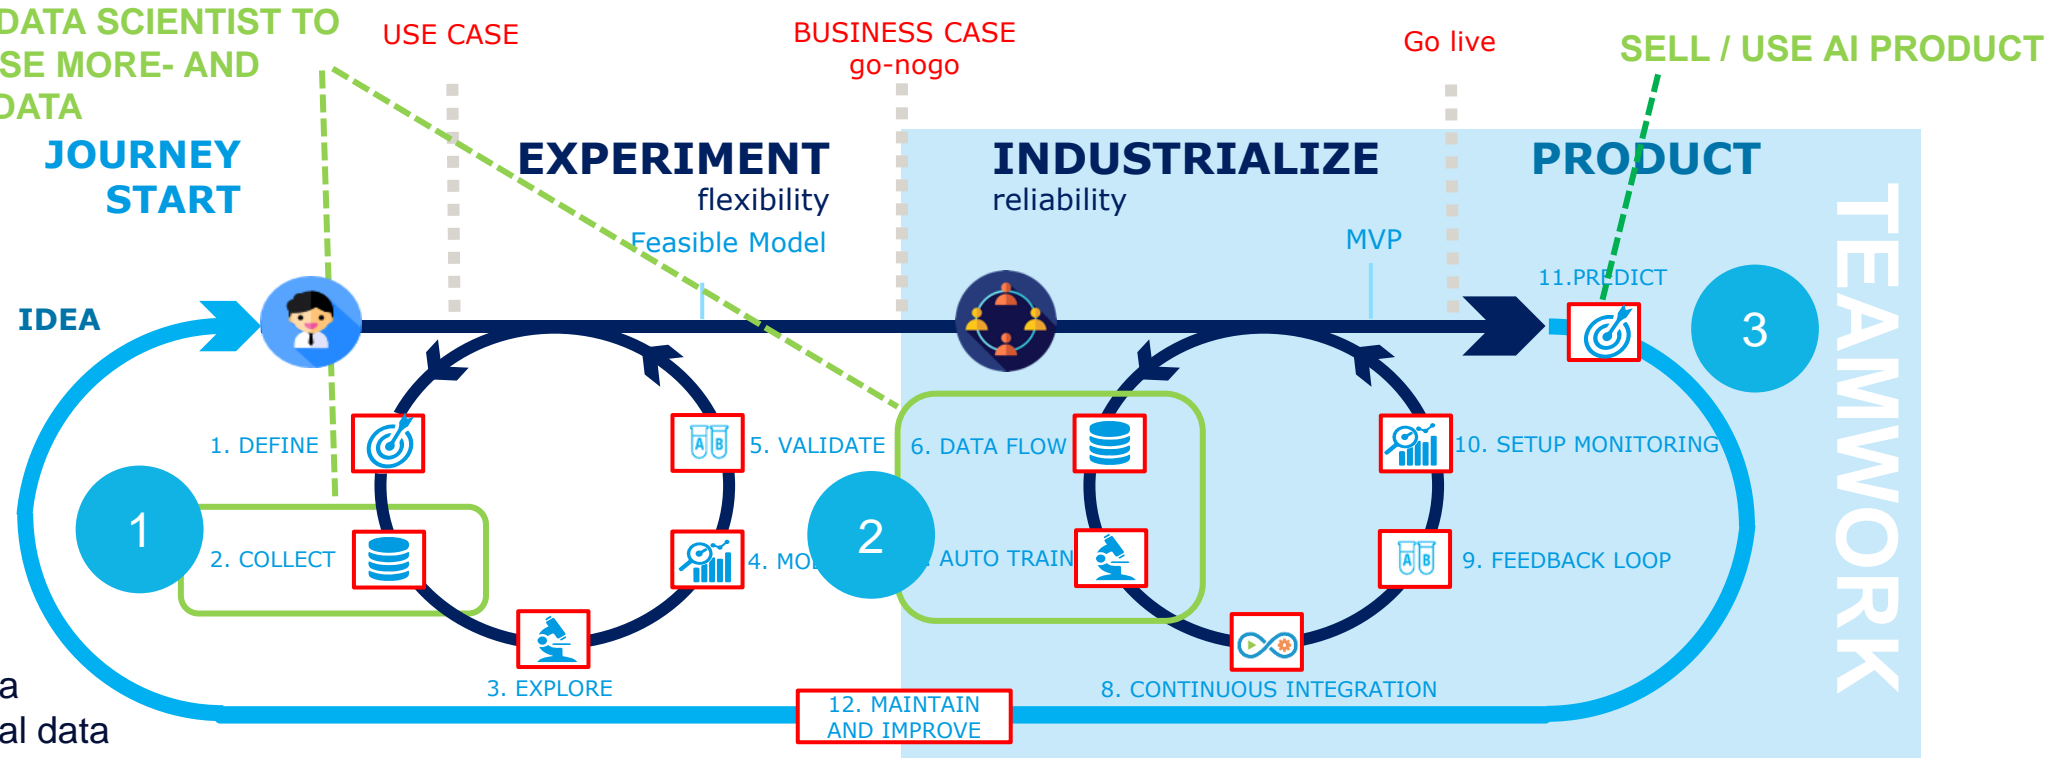 DATA SCIENTIST TO
SE MORE- AND
DATA
USE CASE
BUSINESS CASE
go-nogo
Go live
SELL / USE AI PRODUCT
JOURNEY
START
EXPERIMENT
flexibility
Feasible Model
INDUSTRIALIZE
reliability
MVP
PRODUCT
TEAMWORK
IDEA
11.PREDICT
3
1. DEFINE
5. VALIDATE
A B
6. DATA FLOW
10. SETUP MONITORING
1
2. COLLECT
4.
2
AUTO TRAIN
9. FEEDBACK LOOP
A B
3. EXPLORE
8. CONTINUOUS INTEGRATION
12. MAINTAIN
AND IMPROVE
a
al data